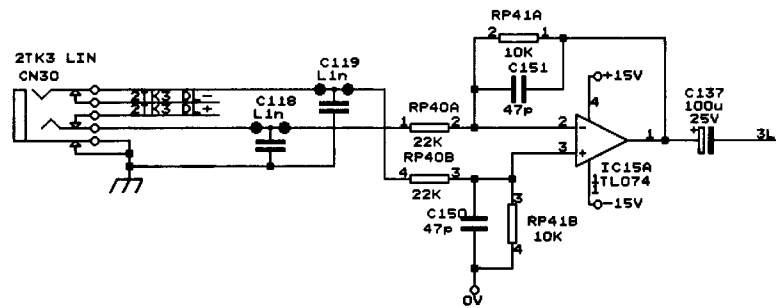 RP41A
2
1
10K
C151
47p
+15V
4
2TK3 LIN
CN30
C119
L1n
2TK3 DL-
2TK3 DL+
C118
L1n
RP40A
1
2
22K
RP40B
4
3
22K
2
-
3
+
1
IC15A
TL074
11
-15V
C137
100u
25V
+
3L
C150
47p
3
RP41B
10K
4
0V